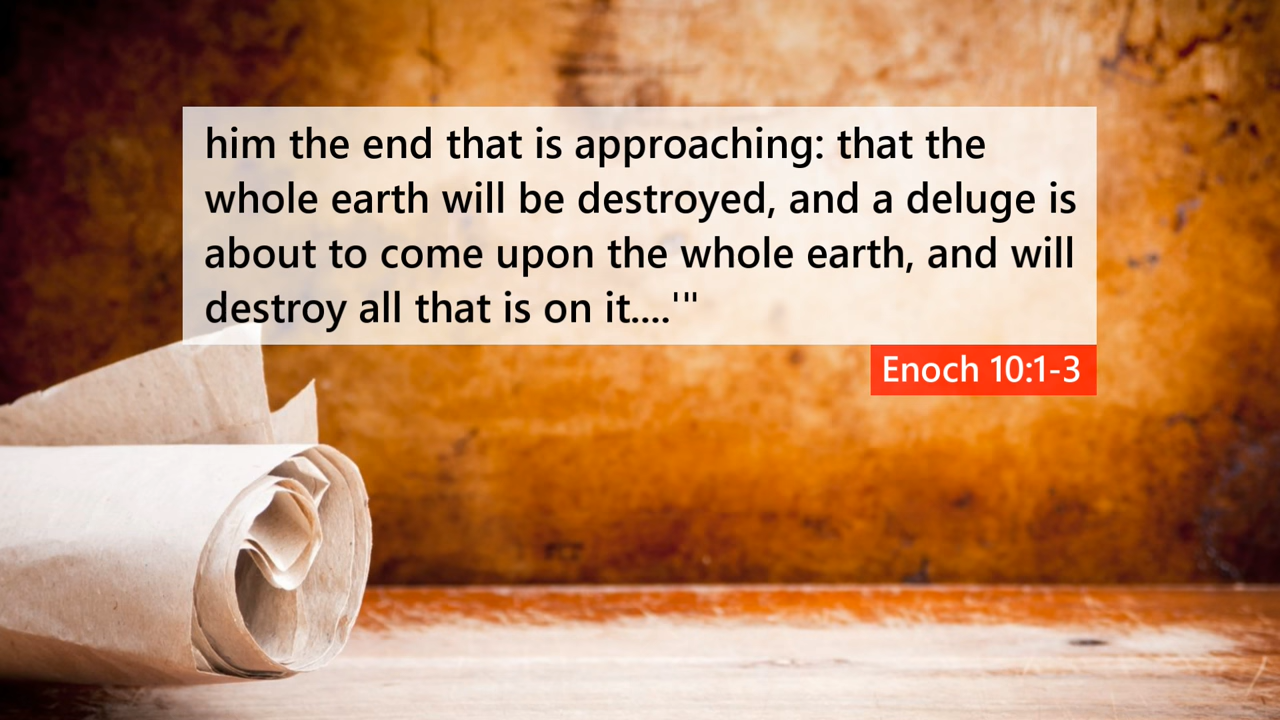 him the end that is approaching: that the
whole earth will be destroyed, and a deluge is
about to come upon the whole earth, and will
destroy all that is on it....'"
Enoch 10:1-3